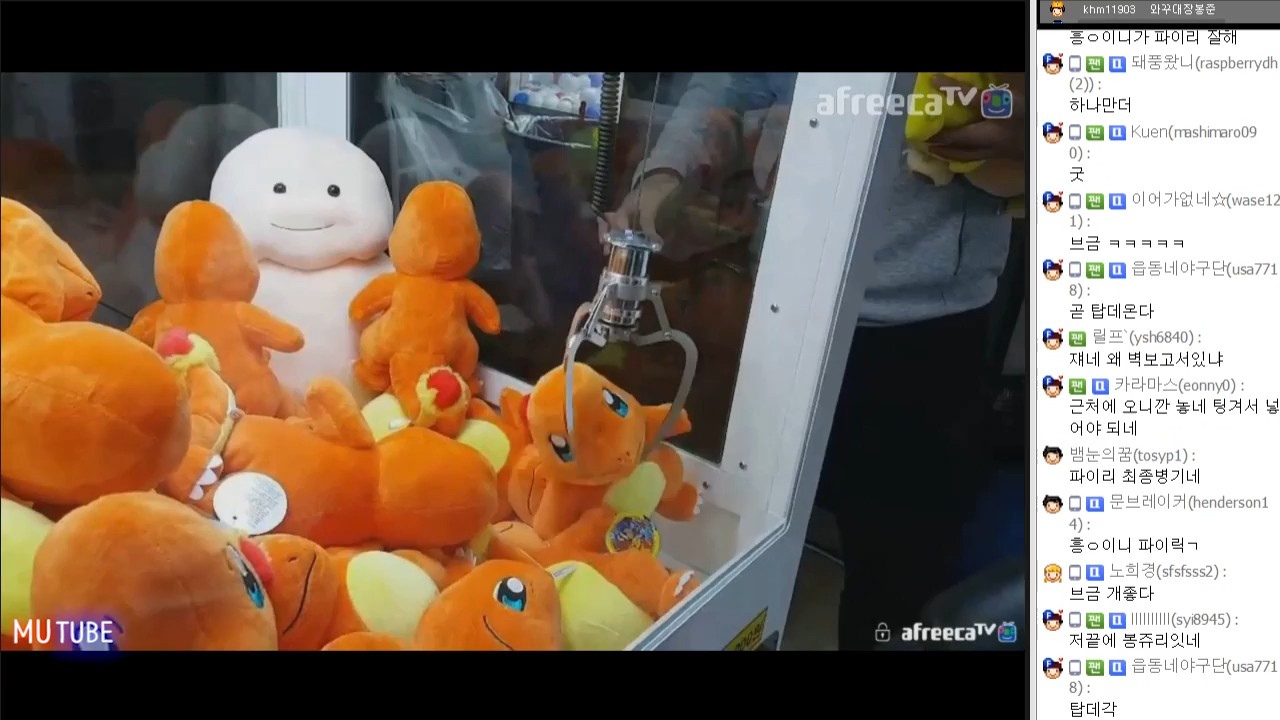 khm11903 와꾸대장봉준
흥ㅇ이니가 파이리 잘해
afreecaTV
돼풍왔니(raspberrydh
(2)) :
하나만더
Kuen(mashimaro09
0) :
굿
이어가없네☆(wase12
1) :
브금 ㅋㅋㅋㅋㅋ
읍동네야구단(usa771
8) :
곧 탑데온다
럴프`(ysh6840) :
쟤네 왜 벽보고서있냐
카라마스(eonny0) :
근처에 오니깐 놓네 텅겨서 넣
어야 되네
뱀눈의꿈(tosyp1) :
파이리 최종병기네
문브레이커(henderson1
4) :
흥ㅇ이니 파이럭ㄱ
노희경(sfsfsss2) :
브금 개좋다
llllllllll(syi8945) :
저끝에 봉쥬리잇네
읍동네야구단(usa771
8) :
탑데각
MUTUBE
afreecaTV